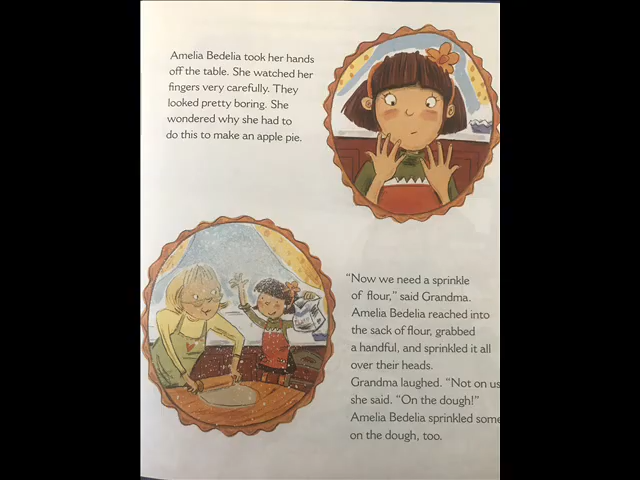 Amelia Bedelia took her hands
off the table. She watched her
fingers very carefully. They
looked pretty boring. She
wondered why she had to
do this to make an apple pie.
"Now we need a sprinkle
of flour," said Grandma.
Amelia Bedelia reached into
the sack of flour, grabbed
a handful, and sprinkled it all
over their heads.
Grandma laughed. "Not on us
she said. "On the dough!"
Amelia Bedelia sprinkled some
on the dough, too.